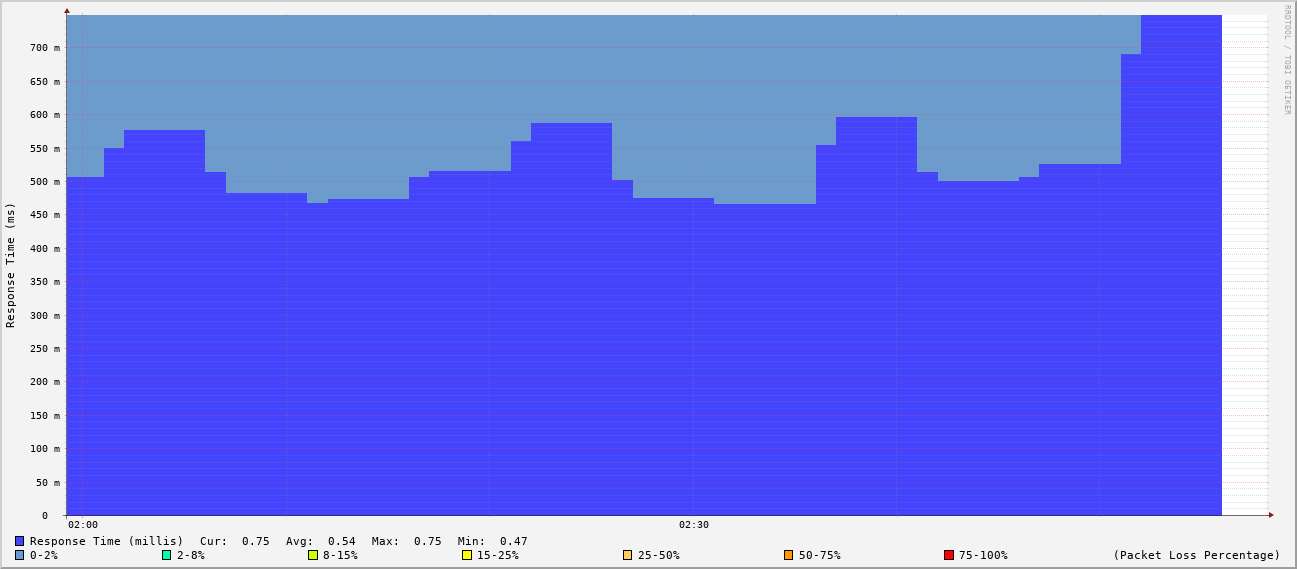 RRDTOOL / TOBI OETIKER
Response Time (ms)
700 m
650 m
600 m
550 m
500 m
450 m
400 m
350 m
300 m
250 m
200 m
150 m
100 m
50 m
0
02:00 02:30
Response Time (millis) Cur: 0.75 Avg: 0.54 Max: 0.75 Min: 0.47
0-2% 2-8% 8-15% 15-25% 25-50% 50-75% 75-100% (Packet Loss Percentage)